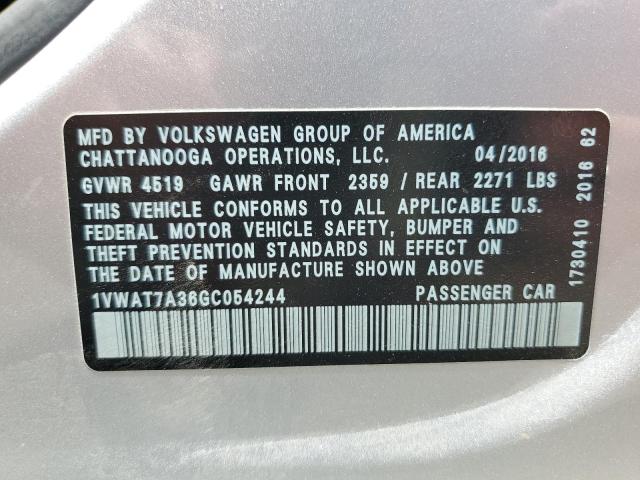 MFD BY VOLKSWAGEN GROUP OF AMERICA
CHATTANOOGA OPERATIONS, LLC. 04/2016
GVWR 4519 GAWR FRONT 2359 / REAR 2271 LBS
THIS VEHICLE CONFORMS TO ALL APPLICABLE U.S.
FEDERAL MOTOR VEHICLE SAFETY, BUMPER AND
THEFT PREVENTION STANDARDS IN EFFECT ON
THE DATE OF MANUFACTURE SHOWN ABOVE
1VWAT7A36GC054244 PASSENGER CAR
1730410 2016 62